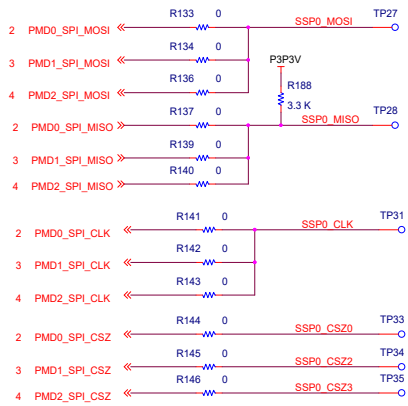 R133 0 SSP0_MOSI TP27
2 PMD0_SPI_MOSI
R134 0
3 PMD1_SPI_MOSI
P3P3V
R136 0
R188
4 PMD2_SPI_MOSI
3.3 K
R137 0 SSP0_MISO TP28
2 PMD0_SPI_MISO
R139 0
3 PMD1_SPI_MISO
R140 0
4 PMD2_SPI_MISO
R141 0 SSP0_CLK TP31
2 PMD0_SPI_CLK
R142 0
3 PMD1_SPI_CLK
R143 0
4 PMD2_SPI_CLK
R144 0 SSP0_CSZ0 TP33
2 PMD0_SPI_CSZ
R145 0 SSP0_CSZ2 TP34
3 PMD1_SPI_CSZ
R146 0 SSP0_CSZ3 TP35
4 PMD2_SPI_CSZ